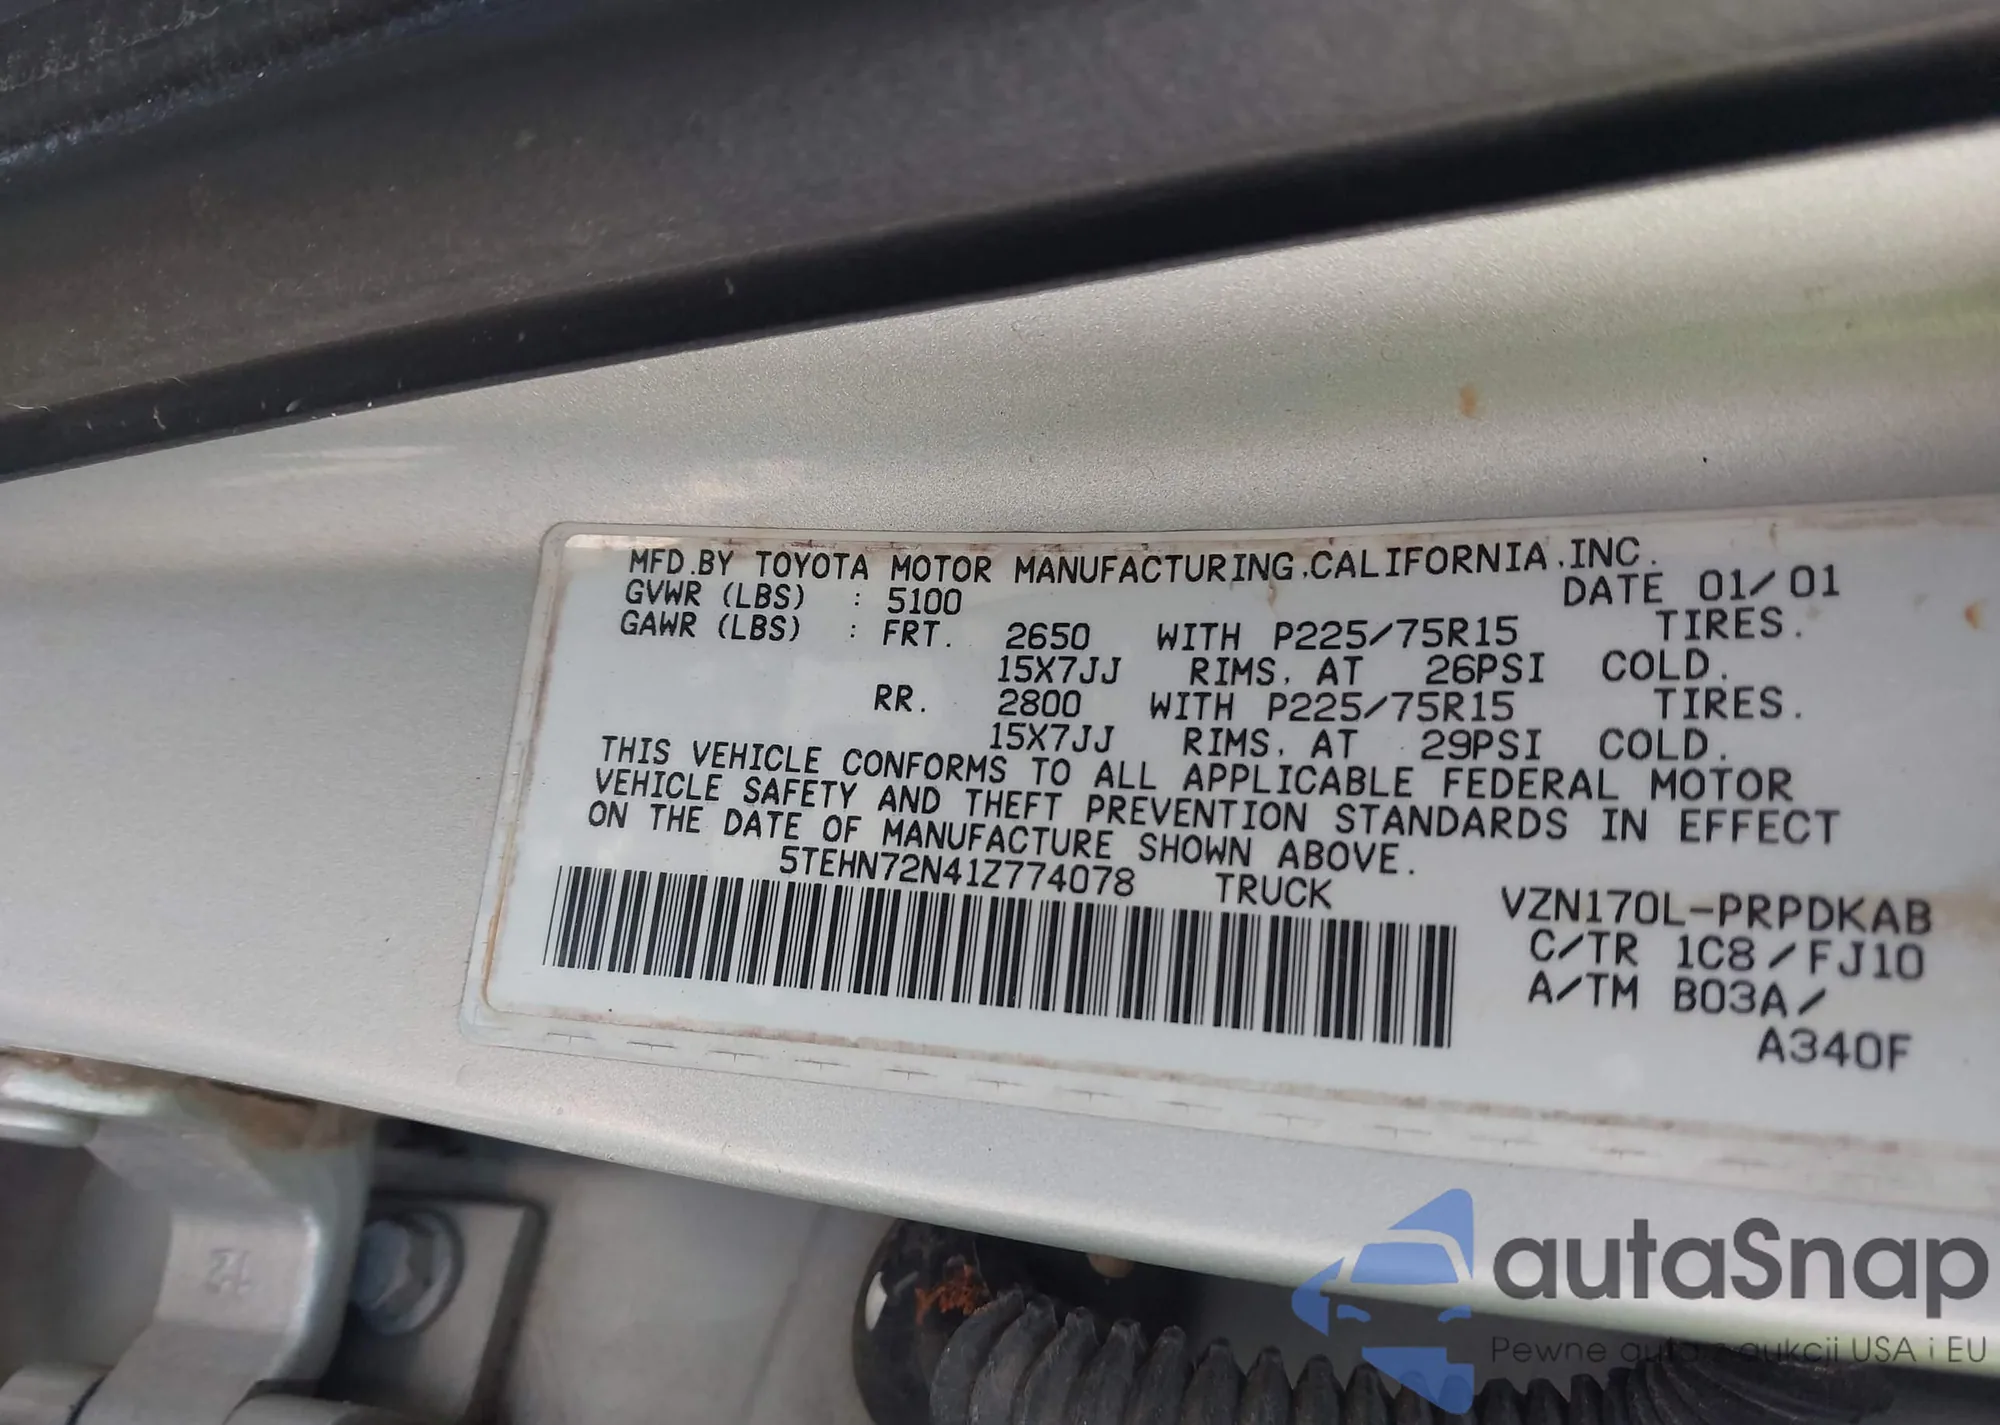 MFD.BY TOYOTA MOTOR MANUFACTURING,CALIFORNIA,INC.
GVWR (LBS) : 5100 DATE 01/01
GAWR (LBS) : FRT. 2650 WITH P225/75R15 TIRES.
15X7JJ RIMS, AT 26PSI COLD.
RR. 2800 WITH P225/75R15 TIRES.
15X7JJ RIMS, AT 29PSI COLD.
THIS VEHICLE CONFORMS TO ALL APPLICABLE FEDERAL MOTOR
VEHICLE SAFETY AND THEFT PREVENTION STANDARDS IN EFFECT
ON THE DATE OF MANUFACTURE SHOWN ABOVE.
5TEHN72N41Z774078 TRUCK
VZN170L-PRPDKAB
C/TR 1C8/FJ10
A/TM B03A/
A340F
autaSnap
Pewne auta z aukcji USA i EU